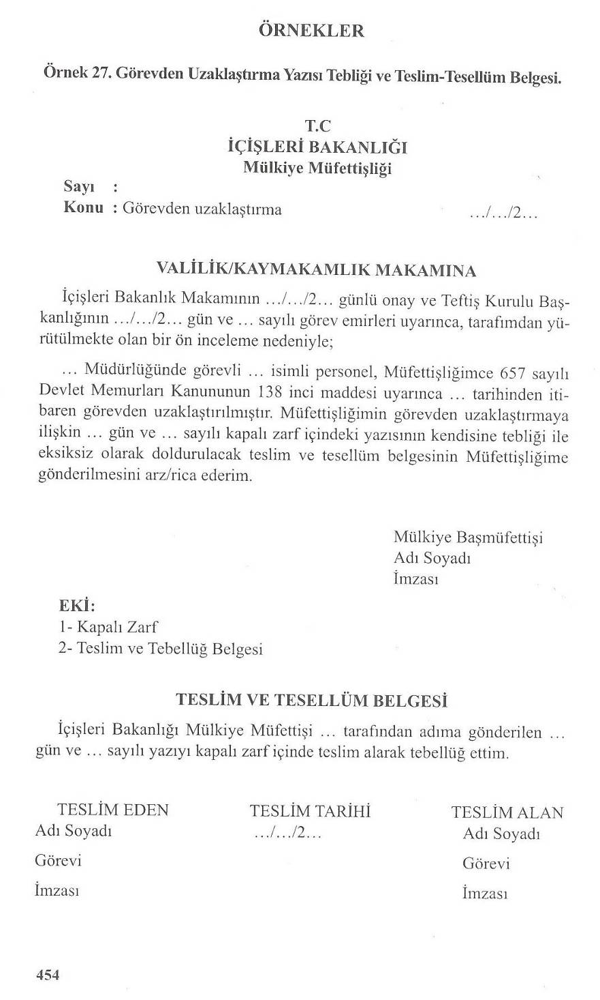 ÖRNEKLER
Örnek 27. Görevden Uzaklaştırma Yazısı Tebliği ve Teslim-Tesellüm Belgesi.
T.C
İÇİŞLERİ BAKANLIĞI
Mülkiye Müfettişliği
Sayı :
Konu : Görevden uzaklaştırma .../.../2...
VALİLİK/KAYMAKAMLIK MAKAMINA
İçişleri Bakanlık Makamının .../.../2... günlü onay ve Teftiş Kurulu Baş-
kanlığının .../.../2... gün ve ... sayılı görev emirleri uyarınca, tarafımdan yü-
rütülmekte olan bir ön inceleme nedeniyle;
... Müdürlüğünde görevli ... isimli personel, Müfettişliğimce 657 sayılı
Devlet Memurları Kanununun 138 inci maddesi uyarınca ... tarihinden iti-
baren görevden uzaklaştırılmıştır. Müfettişliğimin görevden uzaklaştırmaya
ilişkin ... gün ve ... sayılı kapalı zarf içindeki yazısının kendisine tebliği ile
eksiksiz olarak doldurulacak teslim ve tesellüm belgesinin Müfettişliğime
gönderilmesini arz/rica ederim.
Mülkiye Başmüfettişi
Adı Soyadı
İmzası
EKİ:
1- Kapalı Zarf
2- Teslim ve Tebellüğ Belgesi
TESLİM VE TESELLÜM BELGESİ
İçişleri Bakanlığı Mülkiye Müfettişi ... tarafından adıma gönderilen ...
gün ve ... sayılı yazıyı kapalı zarf içinde teslim alarak tebellüğ ettim.
TESLİM EDEN TESLİM TARİHİ TESLİM ALAN
Adı Soyadı .../.../2... Adı Soyadı
Görevi Görevi
İmzası İmzası
454